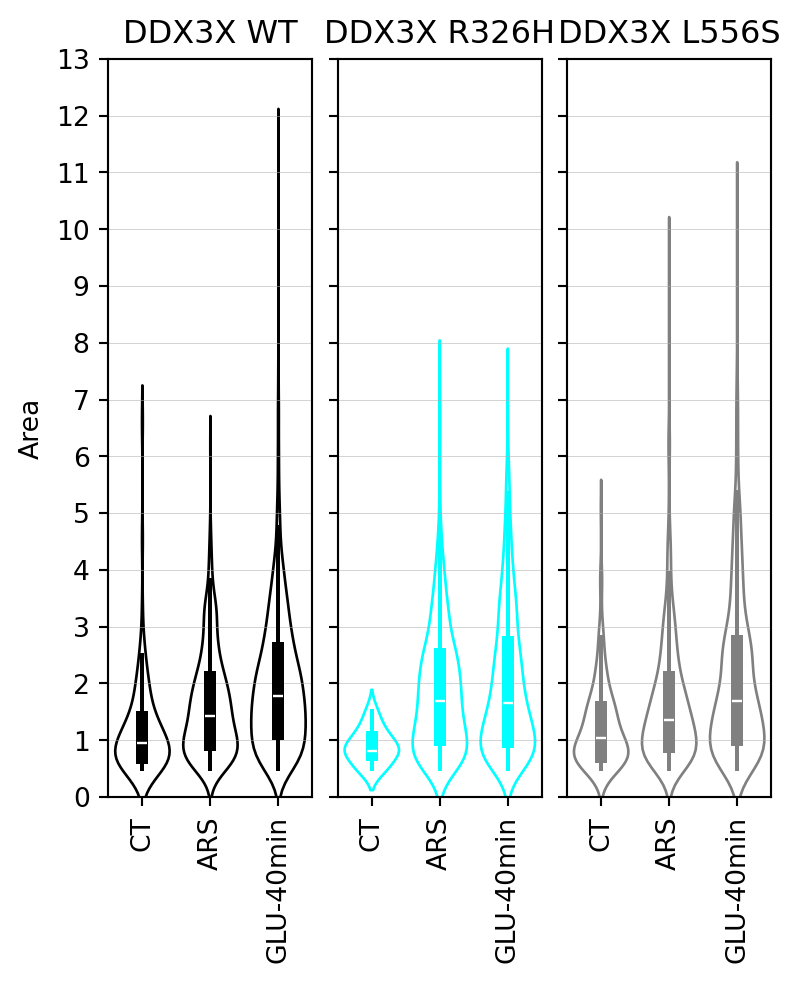 DDX3X WT
DDX3X R326H
DDX3X L556S
Area
13
12
11
10
9
8
7
6
5
4
3
2
1
0
CT
ARS
GLU-40min
CT
ARS
GLU-40min
CT
ARS
GLU-40min